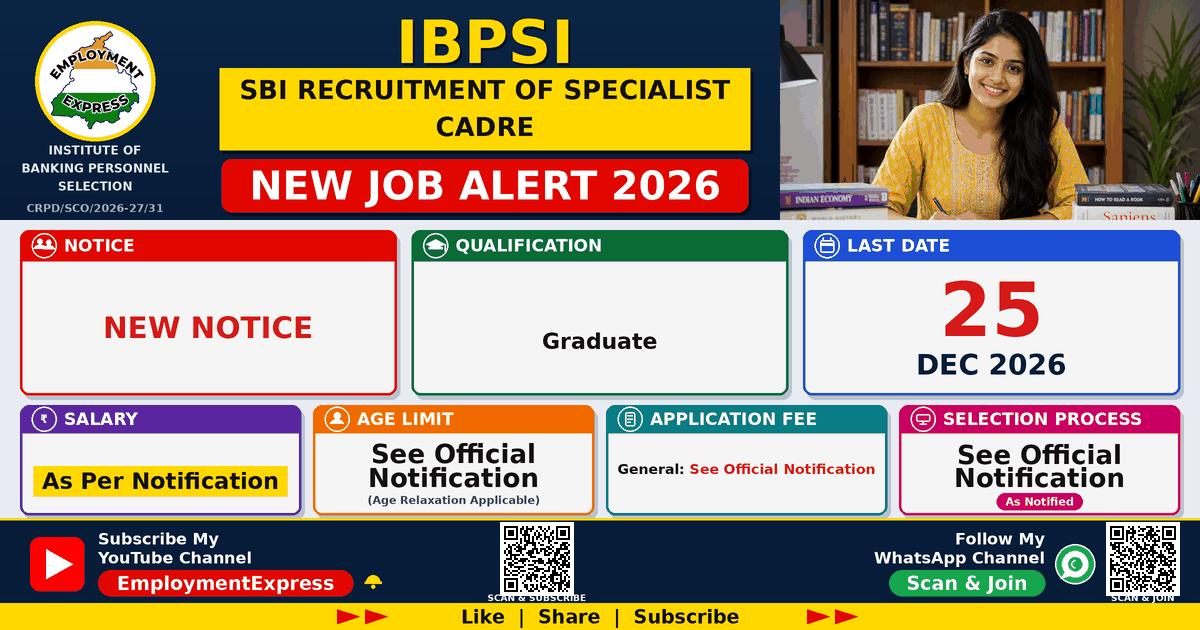 EMPLOYMENT
EXPRESS
INSTITUTE OF
BANKING PERSONNEL
SELECTION
CRPD/SCO/2026-27/31
IBPSI
SBI RECRUITMENT OF SPECIALIST
CADRE
NEW JOB ALERT 2026
INDIAN ECONOMY
WORLD HISTORY
HOW TO READ A BOOK
Sapiens
NOTICE
NEW NOTICE
QUALIFICATION
Graduate
LAST DATE
25
DEC 2026
₹ SALARY
As Per Notification
AGE LIMIT
See Official
Notification
(Age Relaxation Applicable)
APPLICATION FEE
General: See Official Notification
SELECTION PROCESS
See Official
Notification
As Notified
Subscribe My
YouTube Channel
EmploymentExpress
SCAN & SUBSCRIBE
Follow My
WhatsApp Channel
Scan & Join
SCAN & JOIN
Like | Share | Subscribe